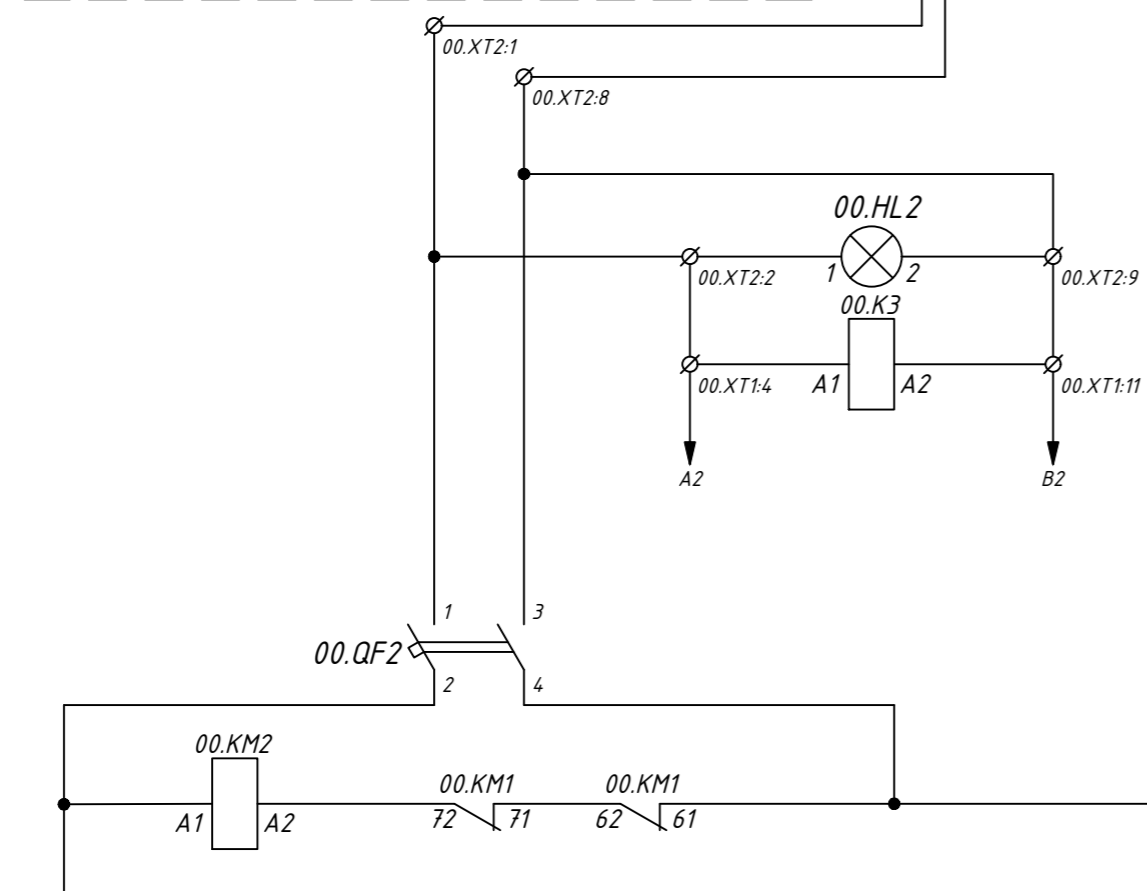 00.XT2:1
00.XT2:8
00.HL2
00.XT2:2
1
2
00.XT2:9
00.K3
00.XT1:4
A1
A2
00.XT1:11
A2
B2
1
3
00.QF2
2
4
00.KM2
00.KM1
00.KM1
A1
A2
72
71
62
61